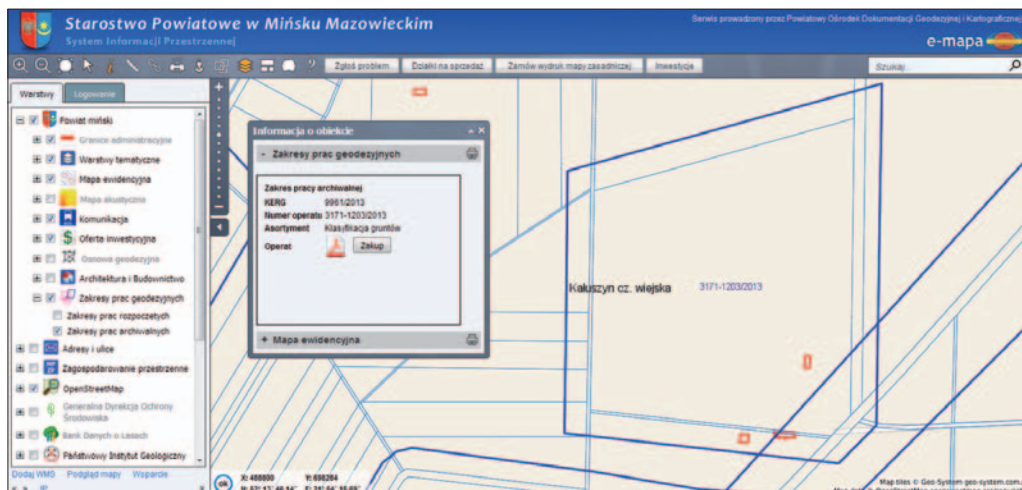 Starostwo Powiatowe w Mińsku Mazowieckim
System Informacji Przestrzennej
Serwis prowadzony przez Powiatowy Ośrodek Dokumentacji Geodezyjnej i Kartograficznej
e-mapa
Zgłoś problem
Działki na sprzedaż
Zamów wydruk mapy zasadniczej
Inwestycje
Szukaj
Warstwy
Logowanie
Powiat miński
Granice administracyjne
Warstwy tematyczne
Mapa ewidencyjna
Mapa akustyczna
Komunikacja
Oferta inwestycyjna
Osnowa geodezyjna
Architektura i Budownictwo
Zakresy prac geodezyjnych
Zakresy prac rozpoczętych
Zakresy prac archiwalnych
Adresy i ulice
Zagospodarowanie przestrzenne
OpenStreetMap
Generalna Dyrekcja Ochrony
Środowiska
Bank Danych o Lasach
Państwowy Instytut Geologiczny
Dodaj WMS Podgląd mapy Wsparcie
Informacja o obiekcie
- Zakresy prac geodezyjnych
Zakres pracy archiwalnej
KERG 9961/2013
Numer operatu 3171-1203/2013
Asortyment Klasyfikacja gruntów
Operat Zakup
+ Mapa ewidencyjna
Kałuszyn cz. wiejska 3171-1203/2013
X: 488800 Y: 698264
Map tiles © Geo-System geo-system.com.